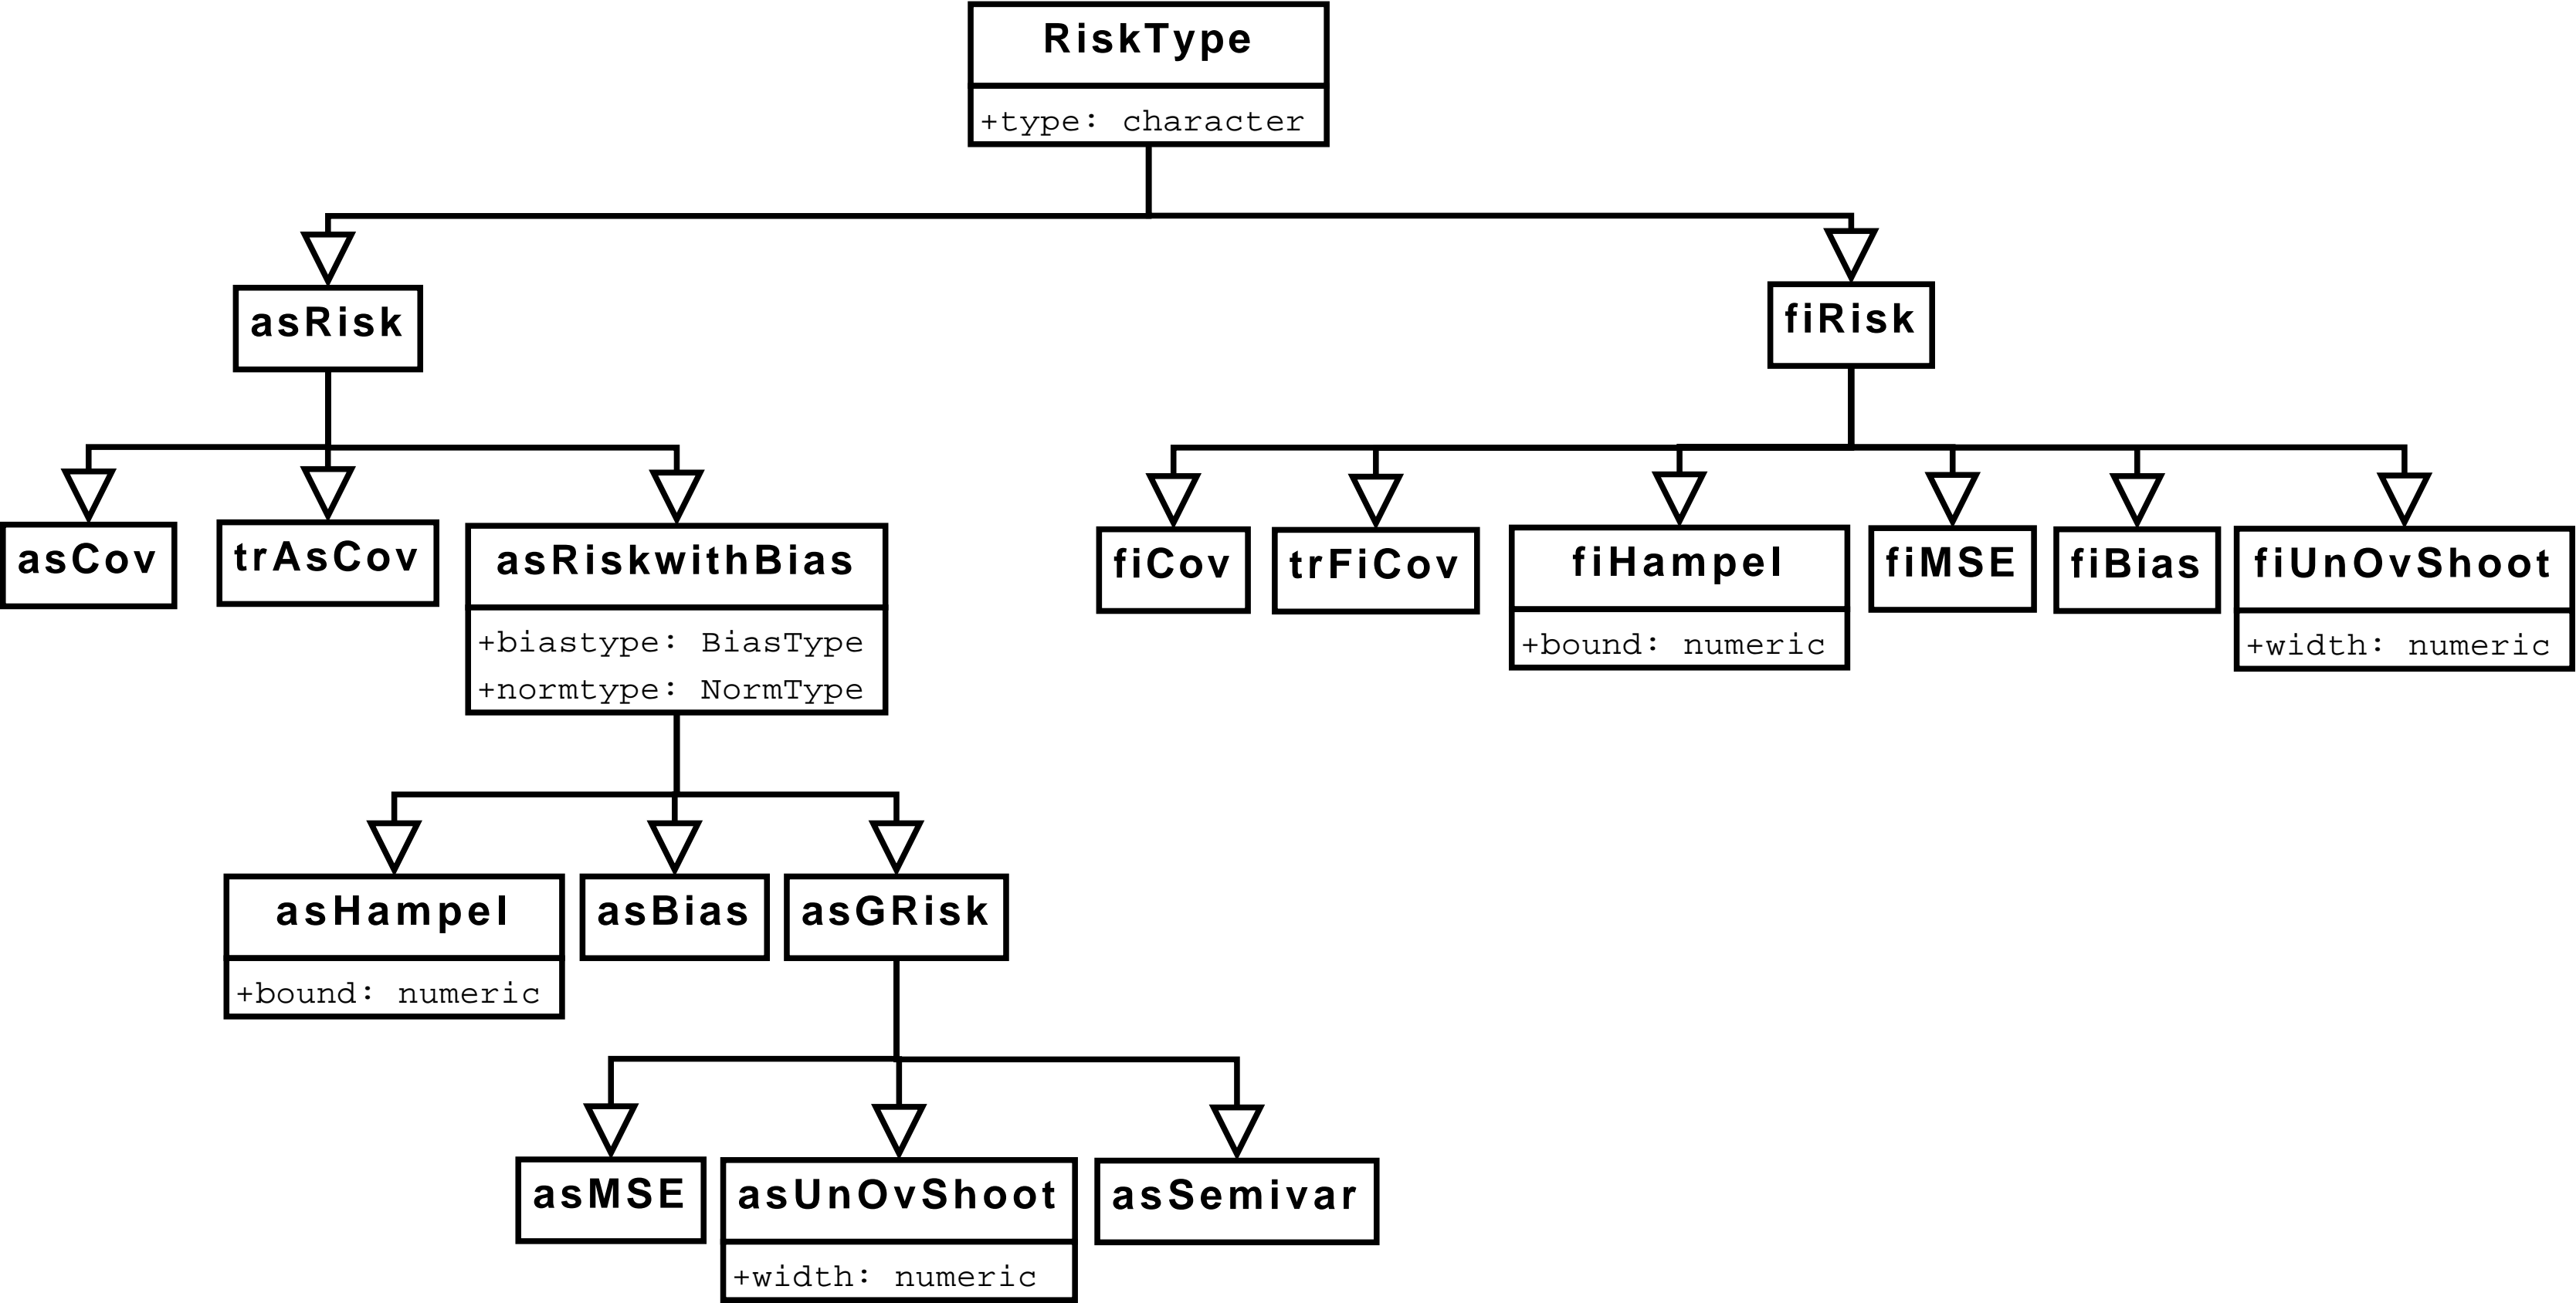 RiskType
+type: character
asRisk
fiRisk
asCov
trAsCov
asRiskwithBias
+biastype: BiasType
+normtype: NormType
fiCov
trFiCov
fiHampel
+bound: numeric
fiMSE
fiBias
fiUnOvShoot
+width: numeric
asHampel
+bound: numeric
asBias
asGRisk
asMSE
asUnOvShoot
+width: numeric
asSemivar